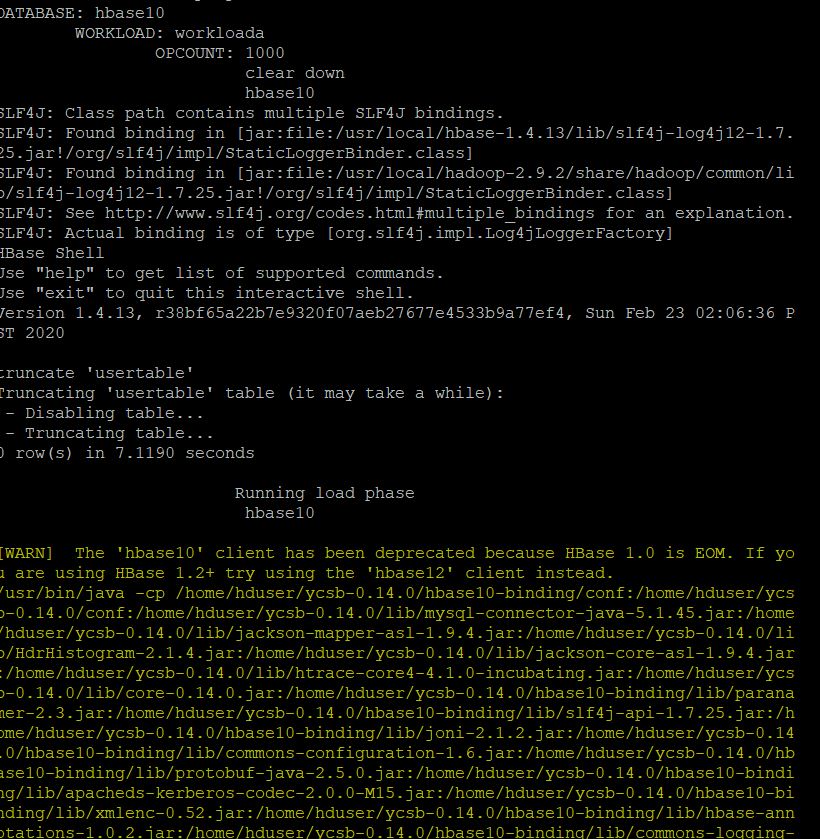 DATABASE: hbase10
WORKLOAD: workloada
OPCOUNT: 1000
clear down
hbase10
SLF4J: Class path contains multiple SLF4J bindings.
SLF4J: Found binding in [jar:file:/usr/local/hbase-1.4.13/lib/slf4j-log4j12-1.7.
25.jar!/org/slf4j/impl/StaticLoggerBinder.class]
SLF4J: Found binding in [jar:file:/usr/local/hadoop-2.9.2/share/hadoop/common/li
b/slf4j-log4j12-1.7.25.jar!/org/slf4j/impl/StaticLoggerBinder.class]
SLF4J: See http://www.slf4j.org/codes.html#multiple_bindings for an explanation.
SLF4J: Actual binding is of type [org.slf4j.impl.Log4jLoggerFactory]
HBase Shell
Use "help" to get list of supported commands.
Use "exit" to quit this interactive shell.
Version 1.4.13, r38bf65a22b7e9320f07aeb27677e4533b9a77ef4, Sun Feb 23 02:06:36 P
ST 2020
truncate 'usertable'
Truncating 'usertable' table (it may take a while):
- Disabling table...
- Truncating table...
0 row(s) in 7.1190 seconds
Running load phase
hbase10
[WARN]  The 'hbase10' client has been deprecated because HBase 1.0 is EOM. If yo
u are using HBase 1.2+ try using the 'hbase12' client instead.
/usr/bin/java -cp /home/hduser/ycsb-0.14.0/hbase10-binding/conf:/home/hduser/ycs
b-0.14.0/conf:/home/hduser/ycsb-0.14.0/lib/mysql-connector-java-5.1.45.jar:/home
/hduser/ycsb-0.14.0/lib/jackson-mapper-asl-1.9.4.jar:/home/hduser/ycsb-0.14.0/li
b/HdrHistogram-2.1.4.jar:/home/hduser/ycsb-0.14.0/lib/jackson-core-asl-1.9.4.jar
:/home/hduser/ycsb-0.14.0/lib/htrace-core4-4.1.0-incubating.jar:/home/hduser/ycs
b-0.14.0/lib/core-0.14.0.jar:/home/hduser/ycsb-0.14.0/hbase10-binding/lib/parana
mer-2.3.jar:/home/hduser/ycsb-0.14.0/hbase10-binding/lib/slf4j-api-1.7.25.jar:/h
ome/hduser/ycsb-0.14.0/hbase10-binding/lib/joni-2.1.2.jar:/home/hduser/ycsb-0.14
.0/hbase10-binding/lib/commons-configuration-1.6.jar:/home/hduser/ycsb-0.14.0/hb
ase10-binding/lib/protobuf-java-2.5.0.jar:/home/hduser/ycsb-0.14.0/hbase10-bindi
ng/lib/apacheds-kerberos-codec-2.0.0-M15.jar:/home/hduser/ycsb-0.14.0/hbase10-bi
nding/lib/xmlenc-0.52.jar:/home/hduser/ycsb-0.14.0/hbase10-binding/lib/hbase-ann
otations-1.0.2.jar:/home/hduser/ycsb-0.14.0/hbase10-binding/lib/commons-logging-